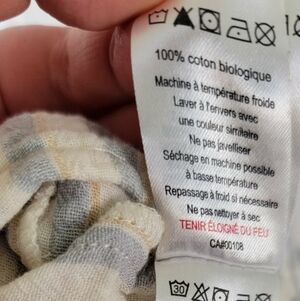 100% coton biologique
Machine à température froide
Laver à l'envers avec
une couleur similaire
Ne pas javelliser
Séchage en machine possible
à basse température
Repassage à froid si nécessaire
Ne pas nettoyer à sec
TENIR ÉLOIGNÉ DU FEU
CA#00108
30